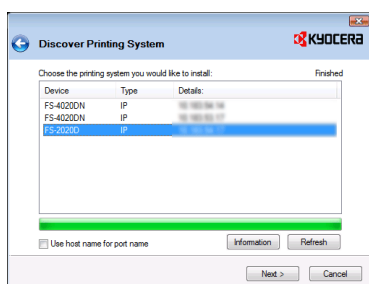 Discover Printing System
KYOCERA
Choose the printing system you would like to install:
Finished
Device Type Details:
FS-4020DN IP
FS-4020DN IP
FS-2020D IP
Use host name for port name
Information
Refresh
Next >
Cancel